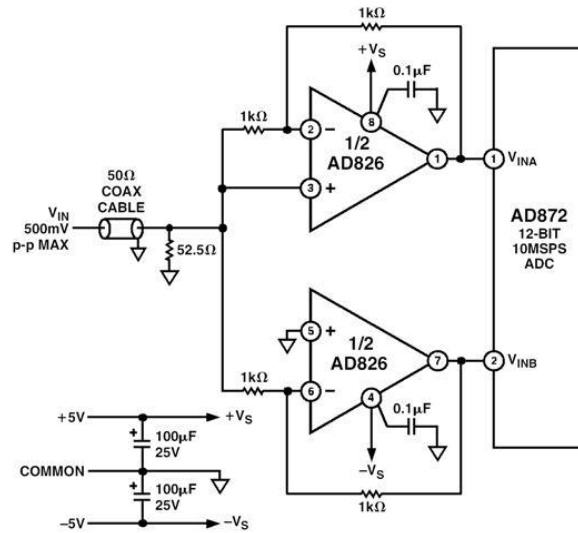 1kΩ
+VS
0.1μF
1kΩ
2
–
8
1/2
AD826
1
1
VINA
50Ω
COAX
CABLE
3
+
VIN
500mV
p-p MAX
52.5Ω
AD872
12-BIT
10MSPS
ADC
5
+
1/2
AD826
7
2
VINB
1kΩ
6
–
4
0.1μF
+5V
+VS
+
100μF
25V
–VS
COMMON
+
100μF
25V
1kΩ
–5V
–VS